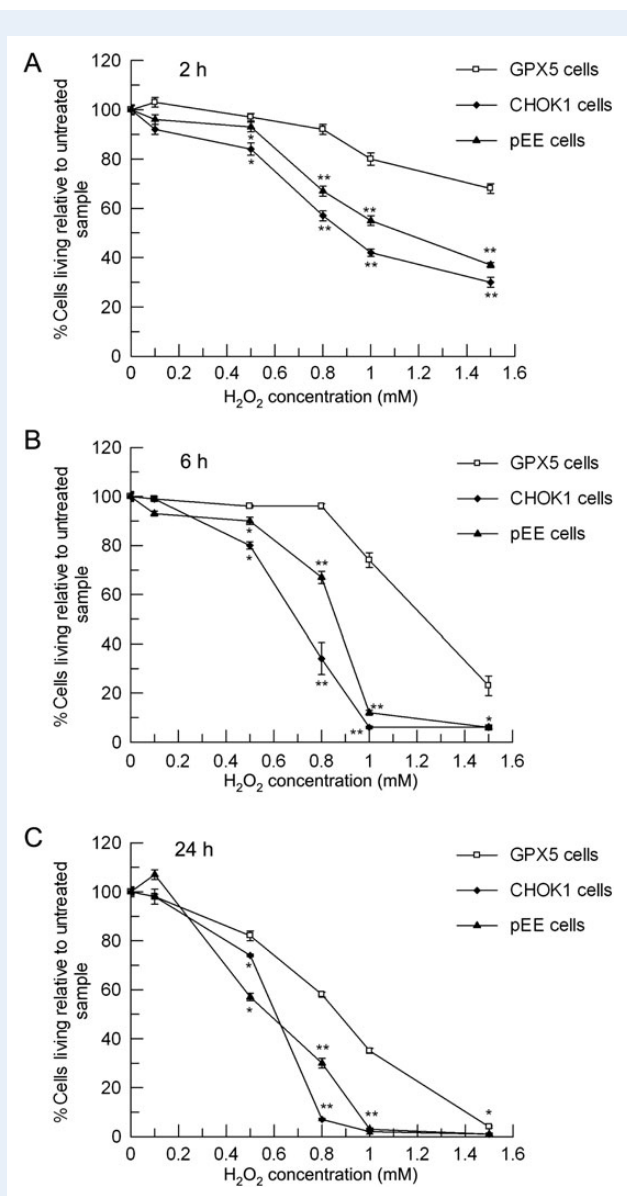 A
2 h
GPX5 cells
CHOK1 cells
pEE cells
% Cells living relative to untreated
sample
120
100
80
60
40
20
0
* * ** ** ** ** ** **
0 0.2 0.4 0.6 0.8 1 1.2 1.4 1.6
H₂O₂ concentration (mM)
B
6 h
GPX5 cells
CHOK1 cells
pEE cells
% Cells living relative to untreated
sample
120
100
80
60
40
20
0
* * ** ** ** ** *
0 0.2 0.4 0.6 0.8 1 1.2 1.4 1.6
H₂O₂ concentration (mM)
C
24 h
GPX5 cells
CHOK1 cells
pEE cells
% Cells living relative to untreated
sample
120
100
80
60
40
20
0
* * ** ** ** *
0 0.2 0.4 0.6 0.8 1 1.2 1.4 1.6
H₂O₂ concentration (mM)